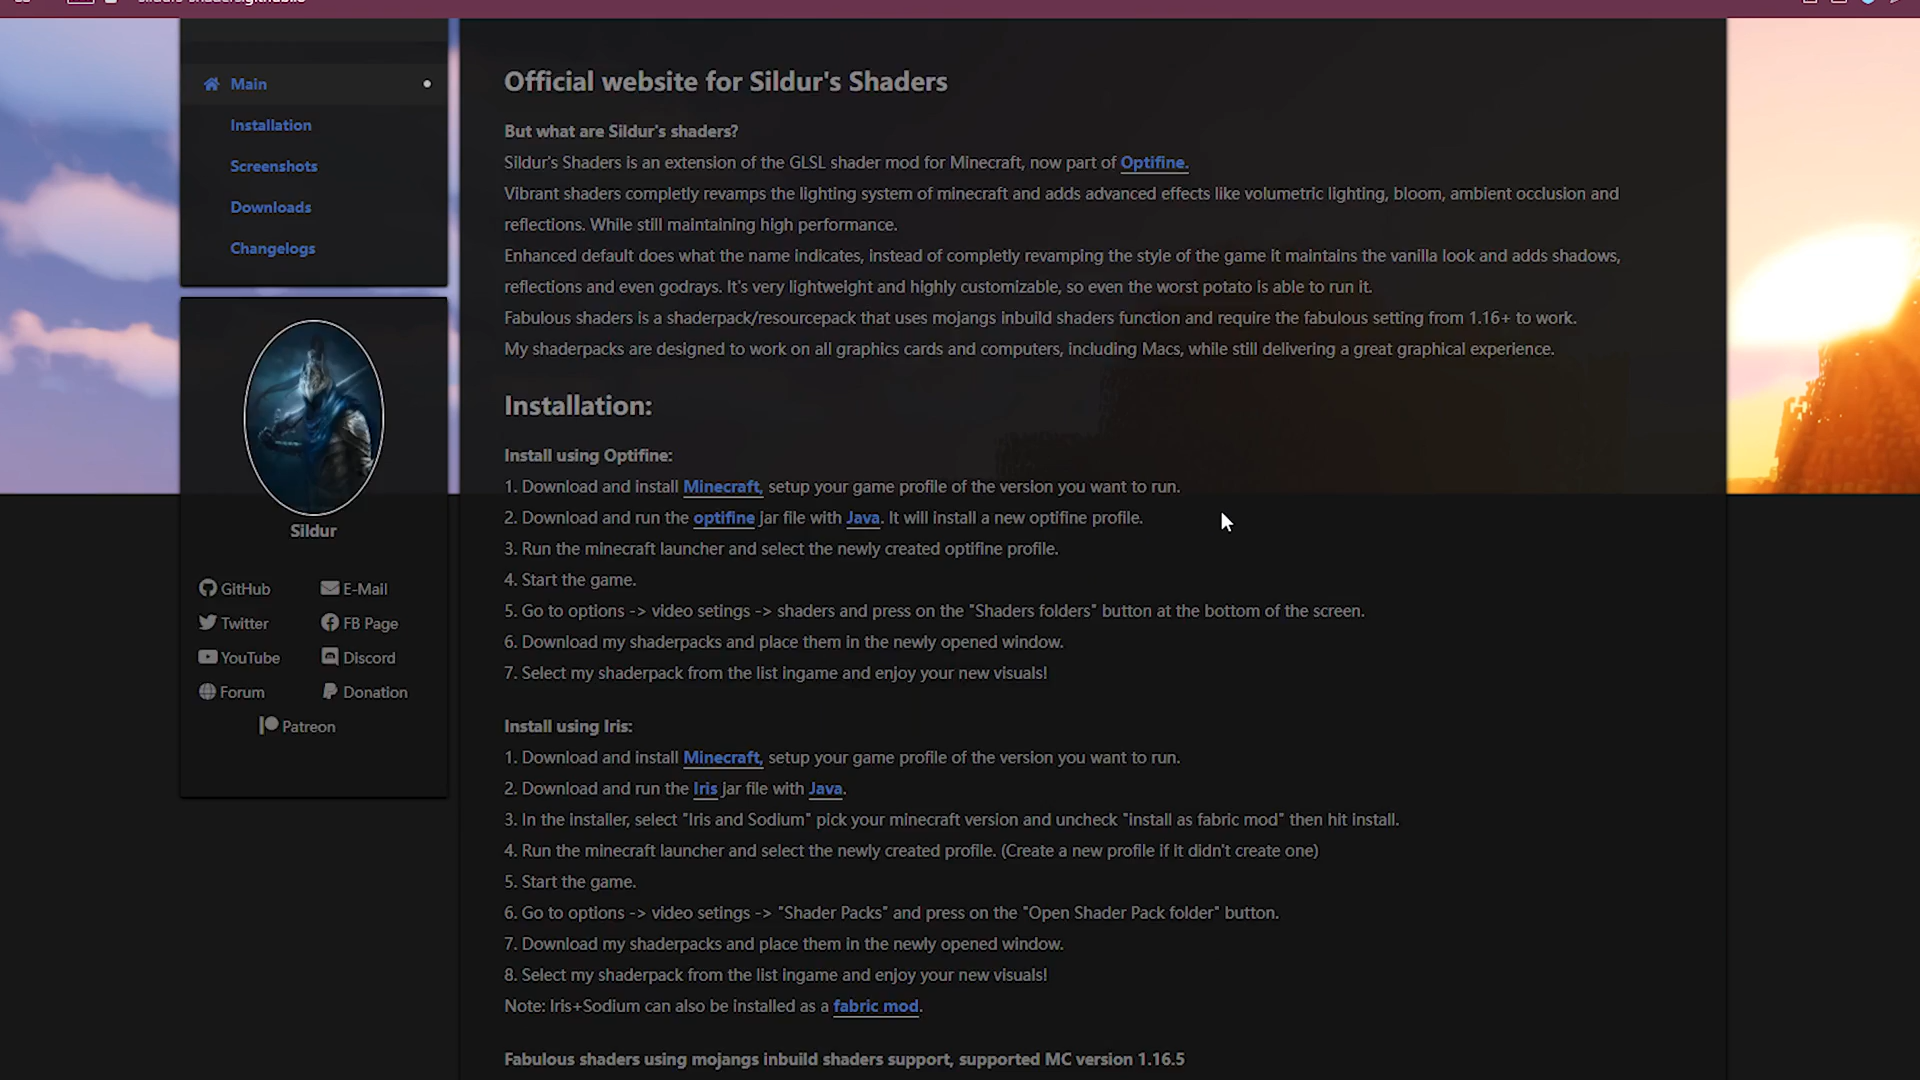 Main
Installation
Screenshots
Downloads
Changelogs
Sildur
GitHub
E-Mail
Twitter
FB Page
YouTube
Discord
Forum
Donation
Patreon
Official website for Sildur's Shaders
But what are Sildur's shaders?
Sildur's Shaders is an extension of the GLSL shader mod for Minecraft, now part of Optifine.
Vibrant shaders completly revamps the lighting system of minecraft and adds advanced effects like volumetric lighting, bloom, ambient occlusion and
reflections. While still maintaining high performance.
Enhanced default does what the name indicates, instead of completly revamping the style of the game it maintains the vanilla look and adds shadows,
reflections and even godrays. It's very lightweight and highly customizable, so even the worst potato is able to run it.
Fabulous shaders is a shaderpack/resourcepack that uses mojangs inbuild shaders function and require the fabulous setting from 1.16+ to work.
My shaderpacks are designed to work on all graphics cards and computers, including Macs, while still delivering a great graphical experience.
Installation:
Install using Optifine:
1. Download and install Minecraft, setup your game profile of the version you want to run.
2. Download and run the optifine jar file with Java. It will install a new optifine profile.
3. Run the minecraft launcher and select the newly created optifine profile.
4. Start the game.
5. Go to options -> video setings -> shaders and press on the "Shaders folders" button at the bottom of the screen.
6. Download my shaderpacks and place them in the newly opened window.
7. Select my shaderpack from the list ingame and enjoy your new visuals!
Install using Iris:
1. Download and install Minecraft, setup your game profile of the version you want to run.
2. Download and run the Iris jar file with Java.
3. In the installer, select "Iris and Sodium" pick your minecraft version and uncheck "install as fabric mod" then hit install.
4. Run the minecraft launcher and select the newly created profile. (Create a new profile if it didn't create one)
5. Start the game.
6. Go to options -> video setings -> "Shader Packs" and press on the "Open Shader Pack folder" button.
7. Download my shaderpacks and place them in the newly opened window.
8. Select my shaderpack from the list ingame and enjoy your new visuals!
Note: Iris+Sodium can also be installed as a fabric mod.
Fabulous shaders using mojangs inbuild shaders support, supported MC version 1.16.5